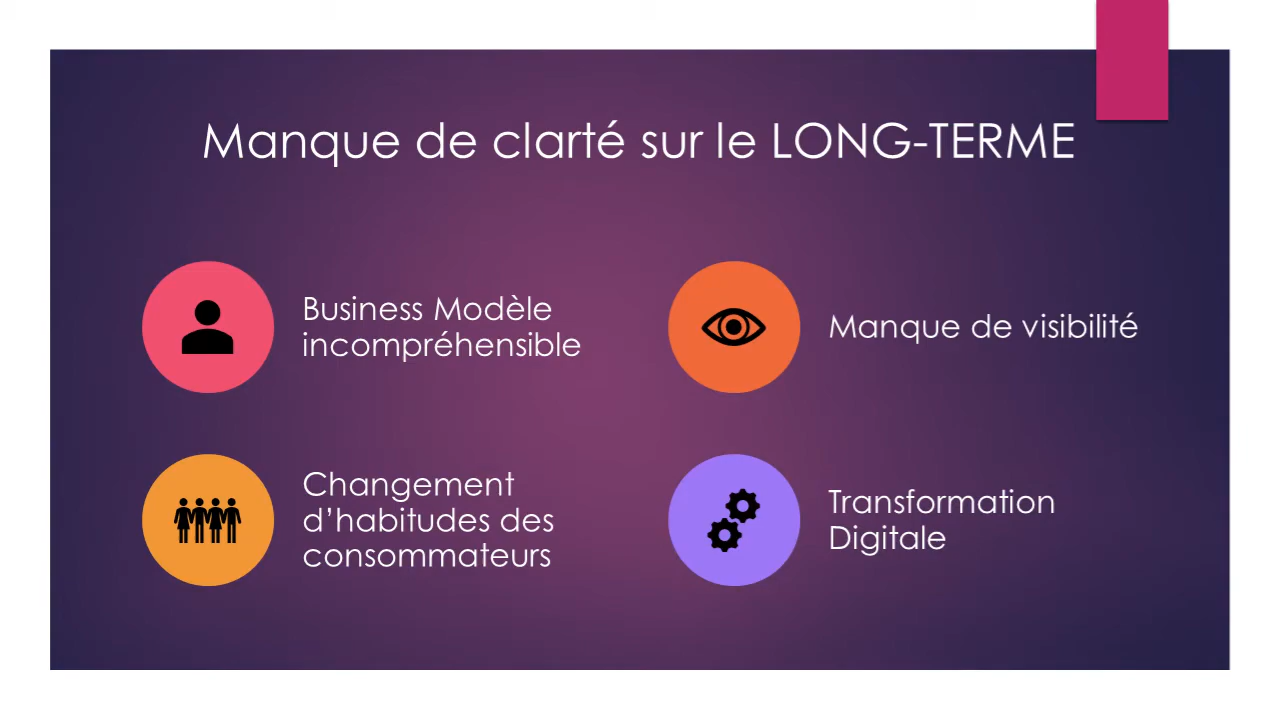 Manque de clarté sur le LONG-TERME
Business Modèle
incompréhensible
Manque de visibilité
Changement
d’habitudes des
consommateurs
Transformation
Digitale